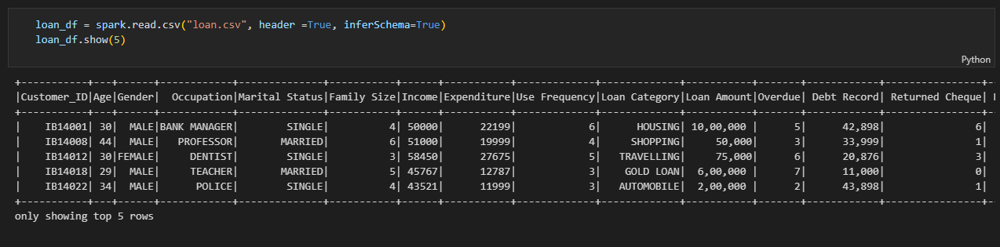 loan_df = spark.read.csv("loan.csv", header =True, inferSchema=True)
loan_df.show(5)
Python
+-----------+---+------+------------+--------------+-----------+------+-----------+-------------+-------------+-----------+-------+-----------+---------------+-
|Customer_ID|Age|Gender|  Occupation|Marital Status|Family Size|Income|Expenditure|Use Frequency|Loan Category|Loan Amount|Overdue| Debt Record| Returned Cheque|
+-----------+---+------+------------+--------------+-----------+------+-----------+-------------+-------------+-----------+-------+-----------+---------------+-
|    IB14001| 30|  MALE|BANK MANAGER|        SINGLE|          4| 50000|      22199|            6|      HOUSING| 10,00,000 |      5|      42,898|               6|
|    IB14008| 44|  MALE|   PROFESSOR|       MARRIED|          6| 51000|      19999|            4|     SHOPPING|     50,000|      3|      33,999|               1|
|    IB14012| 30|FEMALE|     DENTIST|        SINGLE|          3| 58450|      27675|            5|   TRAVELLING|     75,000|      6|      20,876|               3|
|    IB14018| 29|  MALE|     TEACHER|       MARRIED|          5| 45767|      12787|            3|    GOLD LOAN|  6,00,000 |      7|      11,000|               0|
|    IB14022| 34|  MALE|      POLICE|        SINGLE|          4| 43521|      11999|            3|   AUTOMOBILE|  2,00,000 |      2|      43,898|               1|
+-----------+---+------+------------+--------------+-----------+------+-----------+-------------+-------------+-----------+-------+-----------+---------------+-
only showing top 5 rows